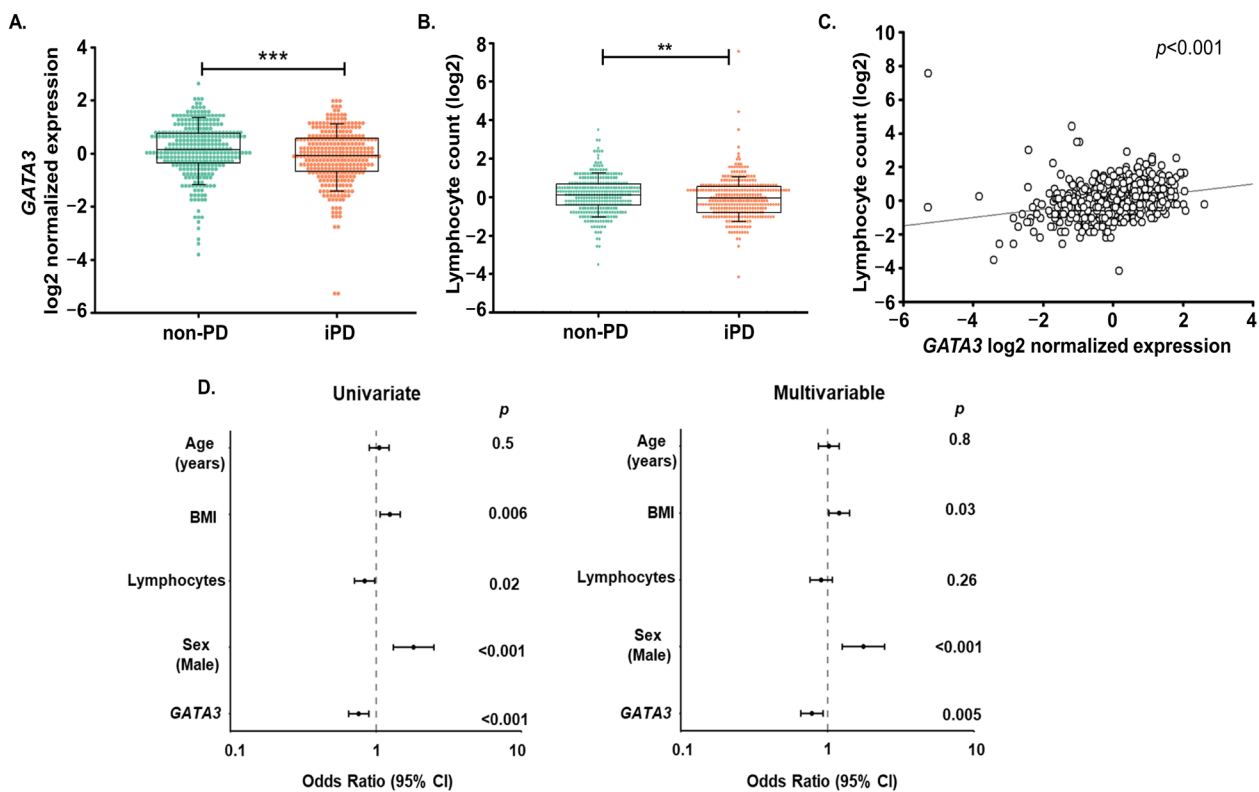 A.
***
GATA3
log2 normalized expression
4
2
0
−2
−4
−6
non-PD
iPD
B.
**
Lymphocyte count (log2)
8
6
4
2
0
−2
−4
−6
non-PD
iPD
C.
p<0.001
Lymphocyte count (log2)
10
8
6
4
2
0
−2
−4
−6
−6
−4
−2
0
2
4
GATA3 log2 normalized expression
D.
Univariate
p
Age
(years)
0.5
BMI
0.006
Lymphocytes
0.02
Sex
(Male)
<0.001
GATA3
<0.001
0.1
1
10
Odds Ratio (95% CI)
Multivariable
p
Age
(years)
0.8
BMI
0.03
Lymphocytes
0.26
Sex
(Male)
<0.001
GATA3
0.005
0.1
1
10
Odds Ratio (95% CI)